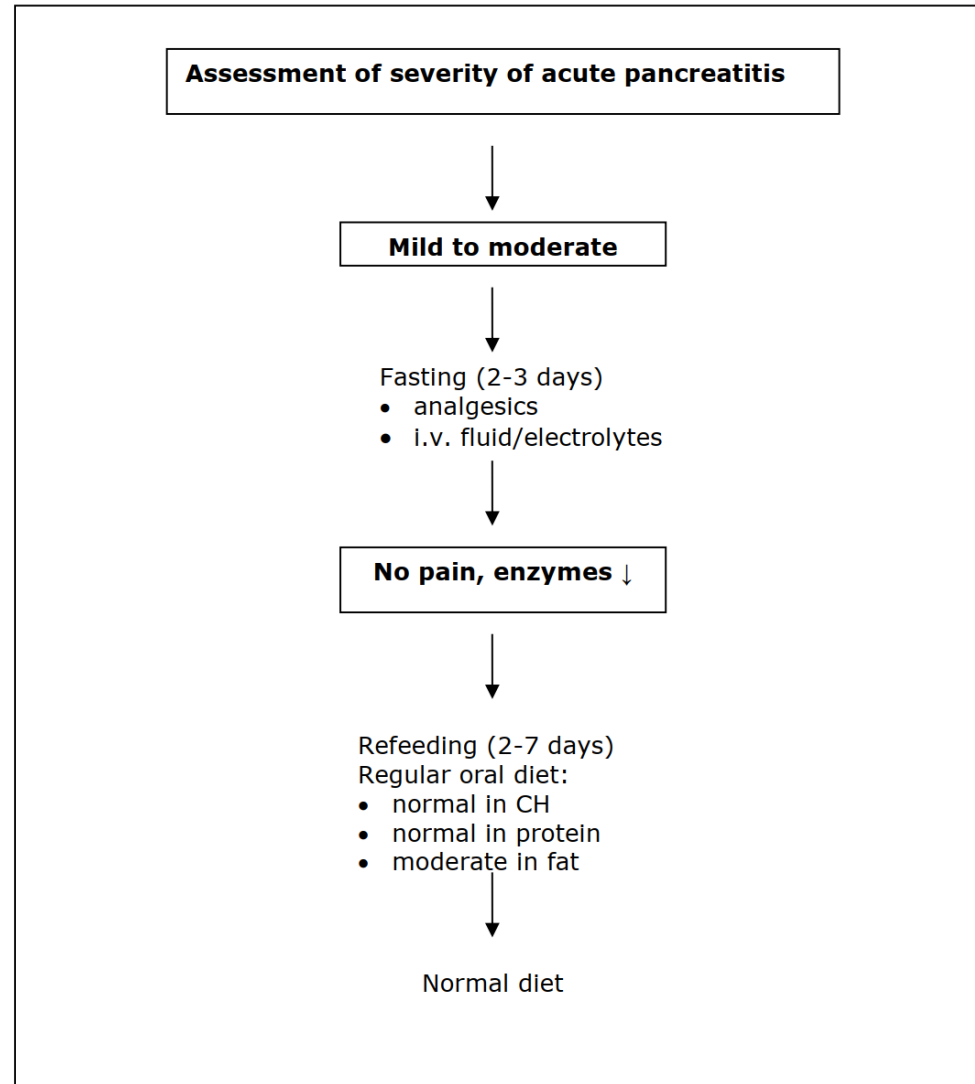 Assessment of severity of acute pancreatitis
Mild to moderate
Fasting (2-3 days)
• analgesics
• i.v. fluid/electrolytes
No pain, enzymes ↓
Refeeding (2-7 days)
Regular oral diet:
• normal in CH
• normal in protein
• moderate in fat
Normal diet